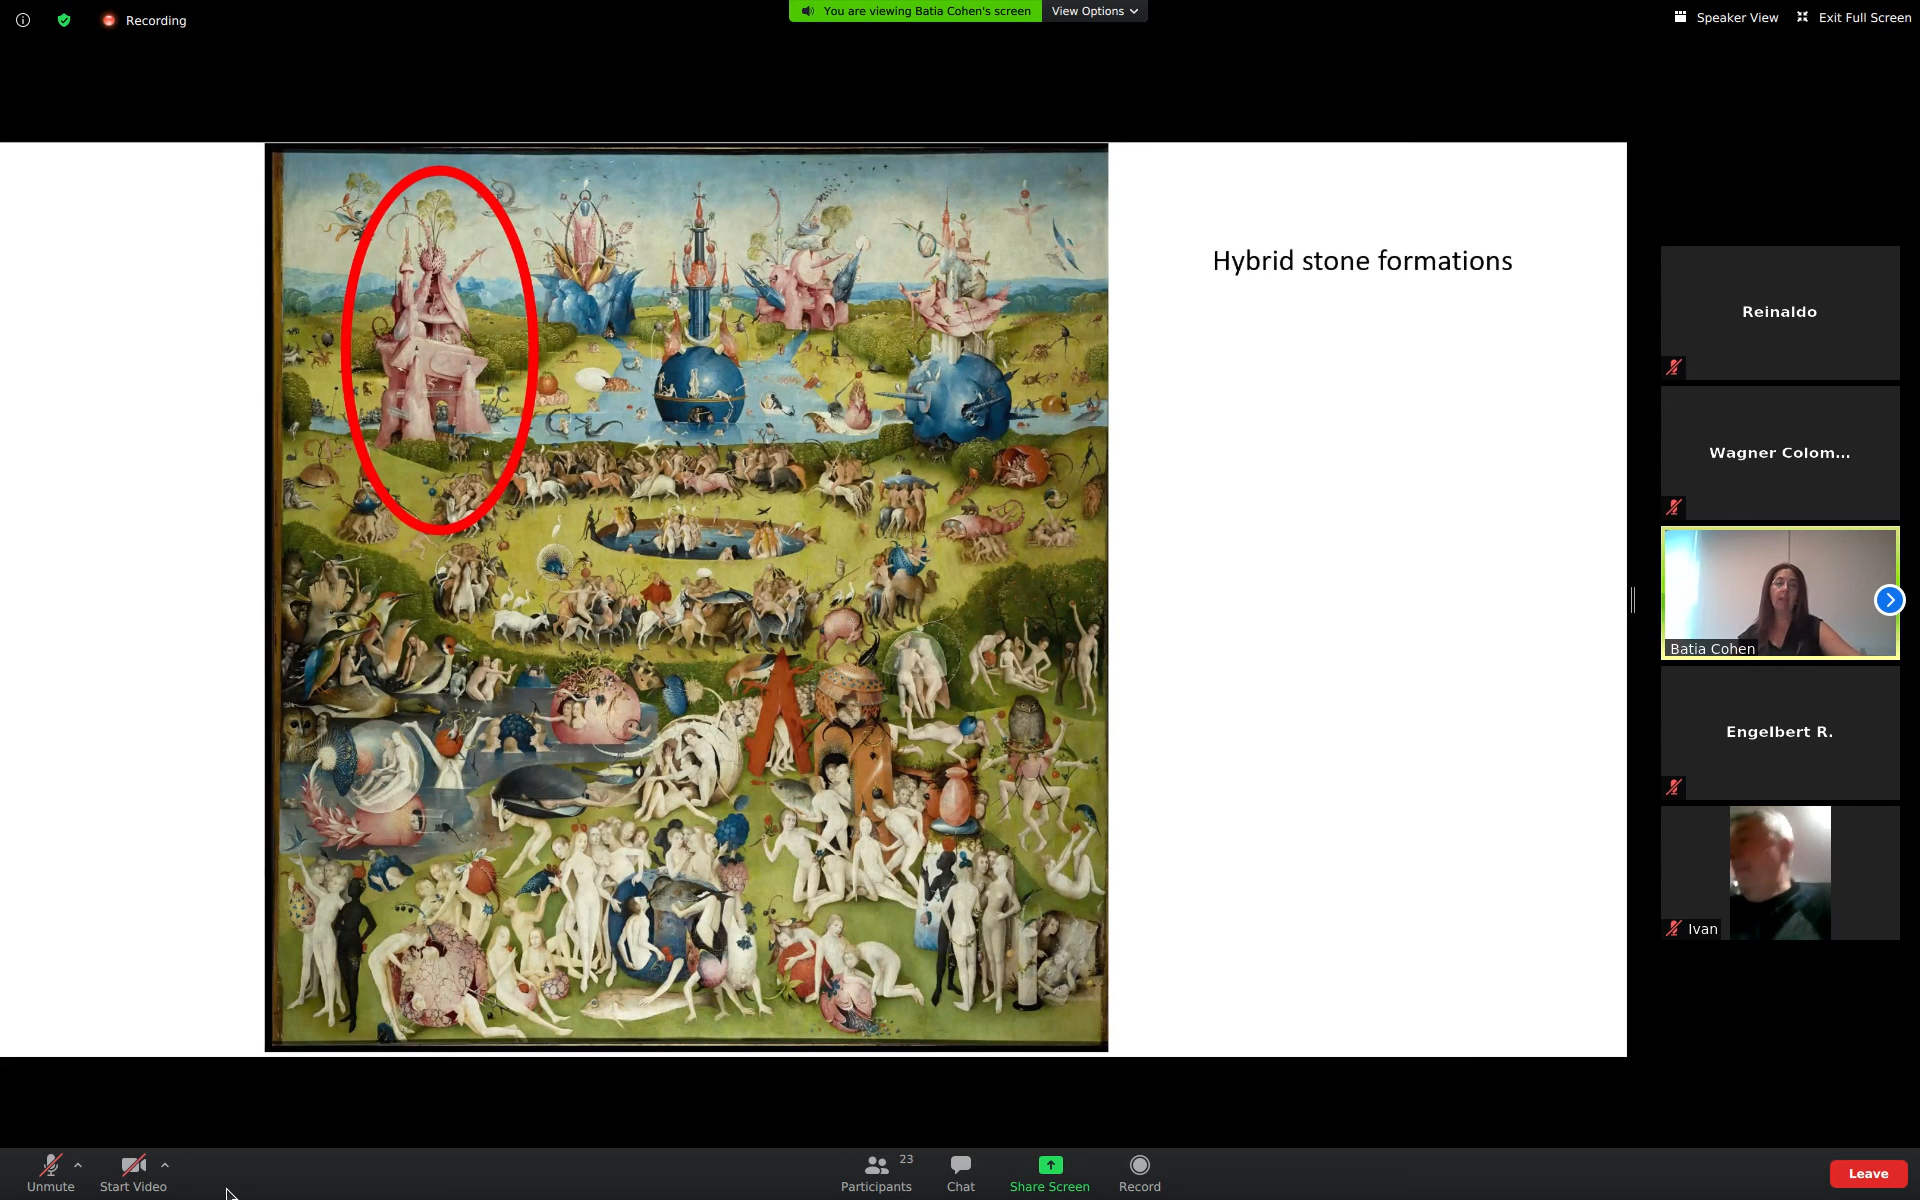 Recording
You are viewing Batia Cohen's screen
View Options
Speaker View
Exit Full Screen
Hybrid stone formations
Reinaldo
Wagner Colom...
Batia Cohen
Engelbert R.
Ivan
Unmute
Start Video
Participants
23
Chat
Share Screen
Record
Leave